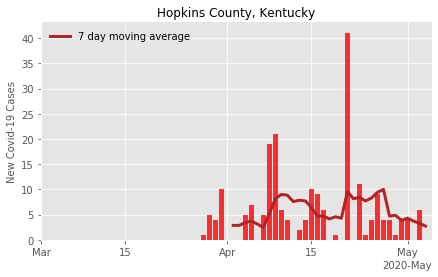 Hopkins County, Kentucky
7 day moving average
New Covid-19 Cases
40
35
30
25
20
15
10
5
0
Mar 15 Apr 15 May
2020-May